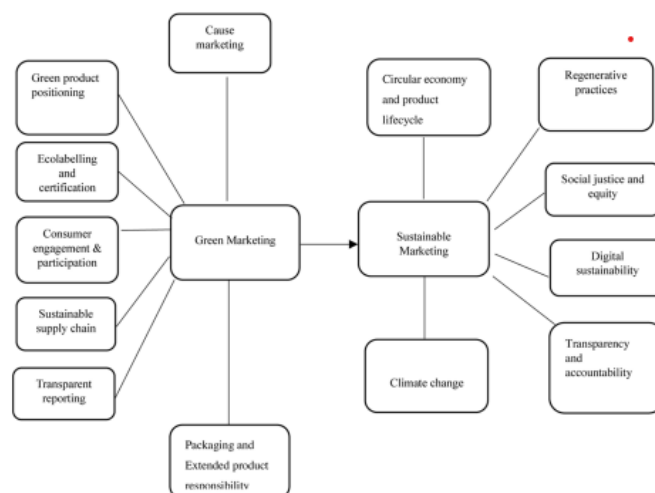 Cause
marketing
Green product
positioning
Ecolabelling
and
certification
Consumer
engagement &
participation
Sustainable
supply chain
Transparent
reporting
Green Marketing
Packaging and
Extended product
responsibility
Circular economy
and product
lifecycle
Sustainable
Marketing
Climate change
Regenerative
practices
Social justice and
equity
Digital
sustainability
Transparency
and
accountability